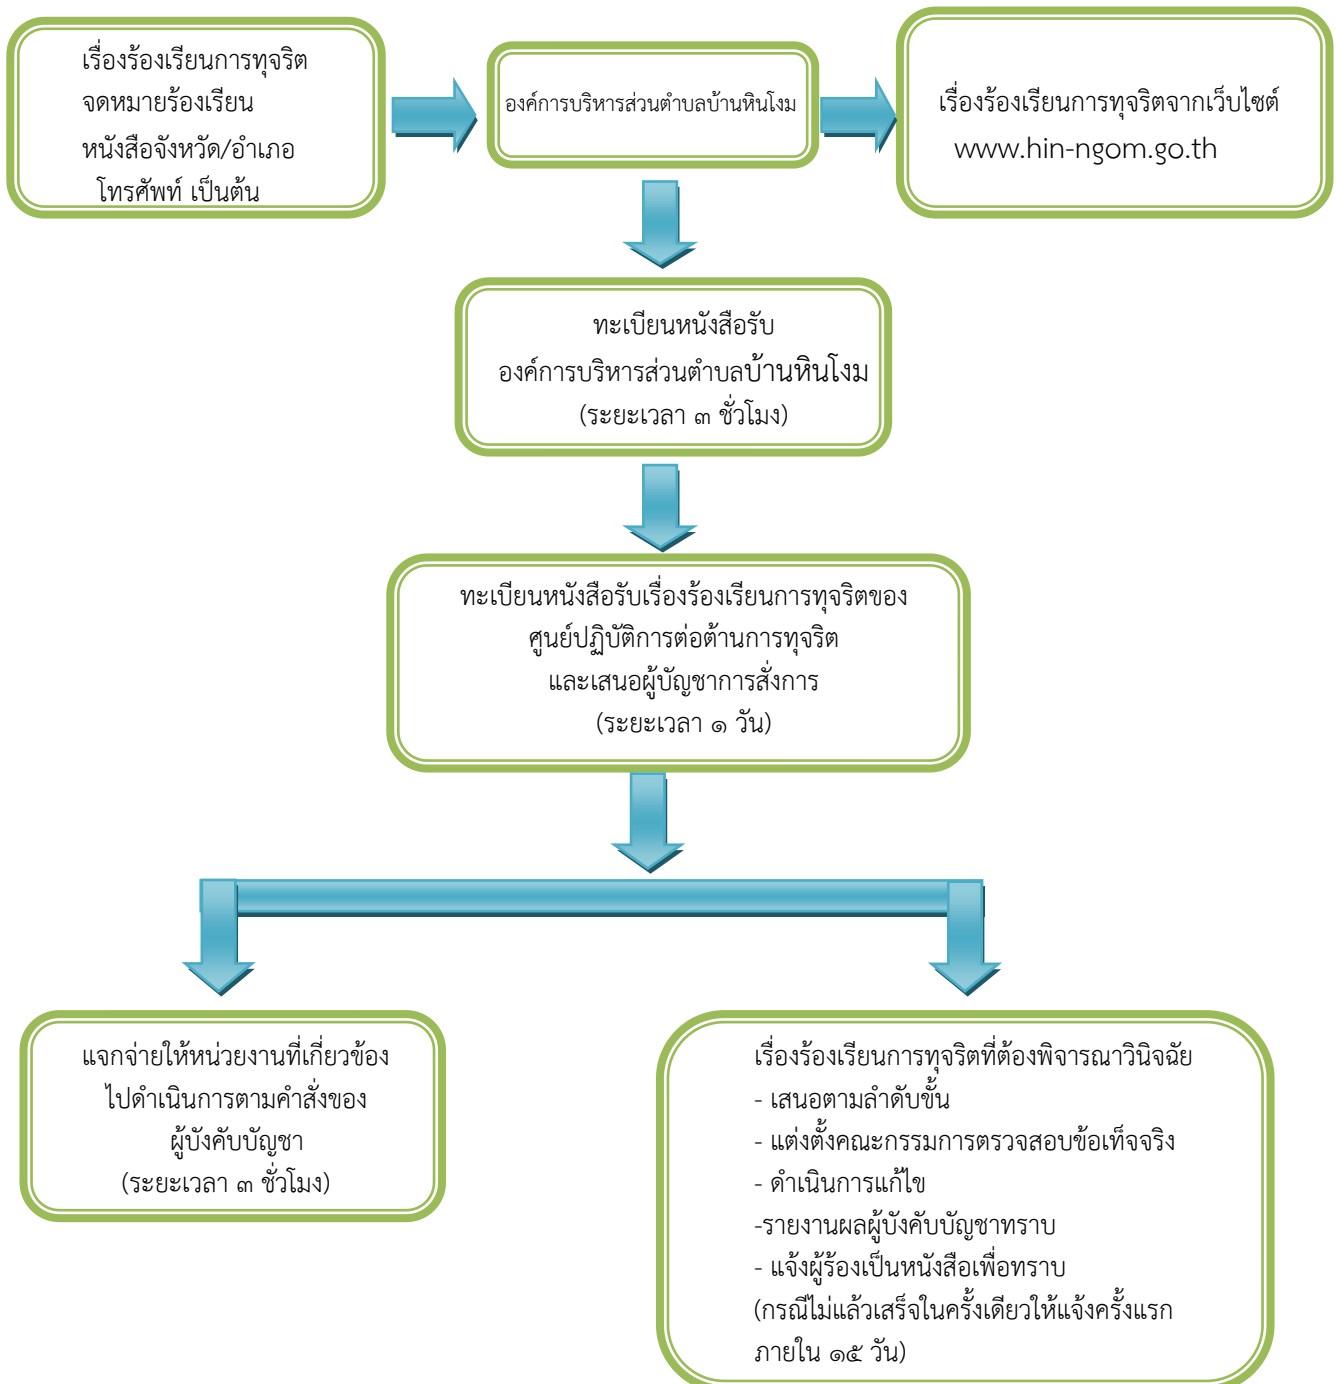 เรื่องร้องเรียนการทุจริต
จดหมายร้องเรียน
หนังสือจังหวัด/อำเภอ
โทรศัพท์ เป็นต้น
องค์การบริหารส่วนตำบลบ้านหินโงม
เรื่องร้องเรียนการทุจริตจากเว็บไซต์
www.hin-ngom.go.th
ทะเบียนหนังสือรับ
องค์การบริหารส่วนตำบลบ้านหินโงม
(ระยะเวลา ๓ ชั่วโมง)
ทะเบียนหนังสือรับเรื่องร้องเรียนการทุจริตของ
ศูนย์ปฏิบัติการต่อต้านการทุจริต
และเสนอผู้บัญชาการสั่งการ
(ระยะเวลา ๑ วัน)
แจกจ่ายให้หน่วยงานที่เกี่ยวข้อง
ไปดำเนินการตามคำสั่งของ
ผู้บังคับบัญชา
(ระยะเวลา ๓ ชั่วโมง)
เรื่องร้องเรียนการทุจริตที่ต้องพิจารณาวินิจฉัย
- เสนอตามลำดับขั้น
- แต่งตั้งคณะกรรมการตรวจสอบข้อเท็จจริง
- ดำเนินการแก้ไข
-รายงานผลผู้บังคับบัญชาทราบ
- แจ้งผู้ร้องเป็นหนังสือเพื่อทราบ
(กรณีไม่แล้วเสร็จในครั้งเดียวให้แจ้งครั้งแรก
ภายใน ๑๕ วัน)